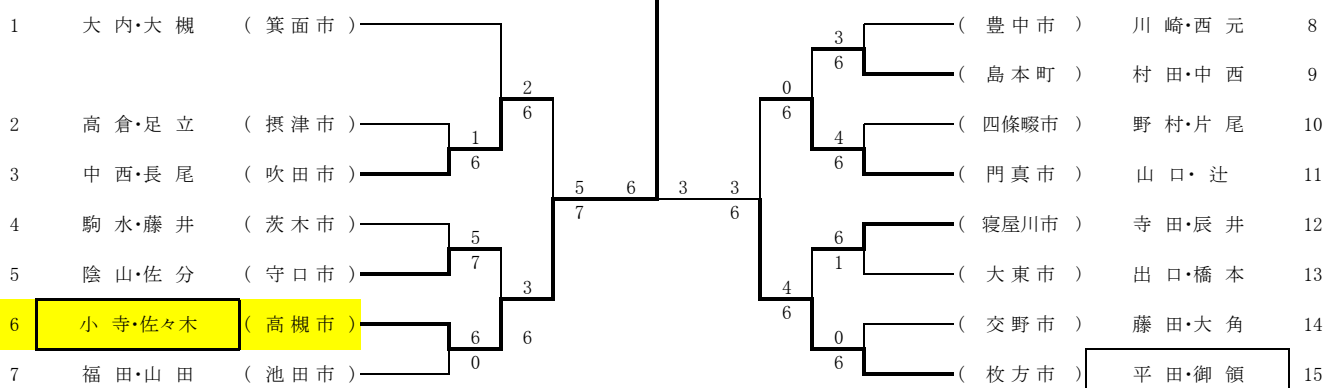 1 大 内・大 槻 ( 箕面市 )
( 豊中市 ) 川 崎・西 元 8
3
6
( 島本町 ) 村 田・中 西 9
2
6
0
6
2 高 倉・足 立 ( 摂津市 )
( 四條畷市 ) 野 村・片 尾 10
1
6
4
6
3 中 西・長 尾 ( 吹田市 )
( 門真市 ) 山 口・ 辻 11
5 6 3 3
7 6
4 駒 水・藤 井 ( 茨木市 )
( 寝屋川市 ) 寺 田・辰 井 12
5
7
6
1
5 陰 山・佐 分 ( 守口市 )
( 大東市 ) 出 口・橋 本 13
3
6
4
6
6 小 寺・佐々木 ( 高槻市 )
( 交野市 ) 藤 田・大 角 14
6
0
0
6
7 福 田・山 田 ( 池田市 )
( 枚方市 ) 平 田・御 領 15